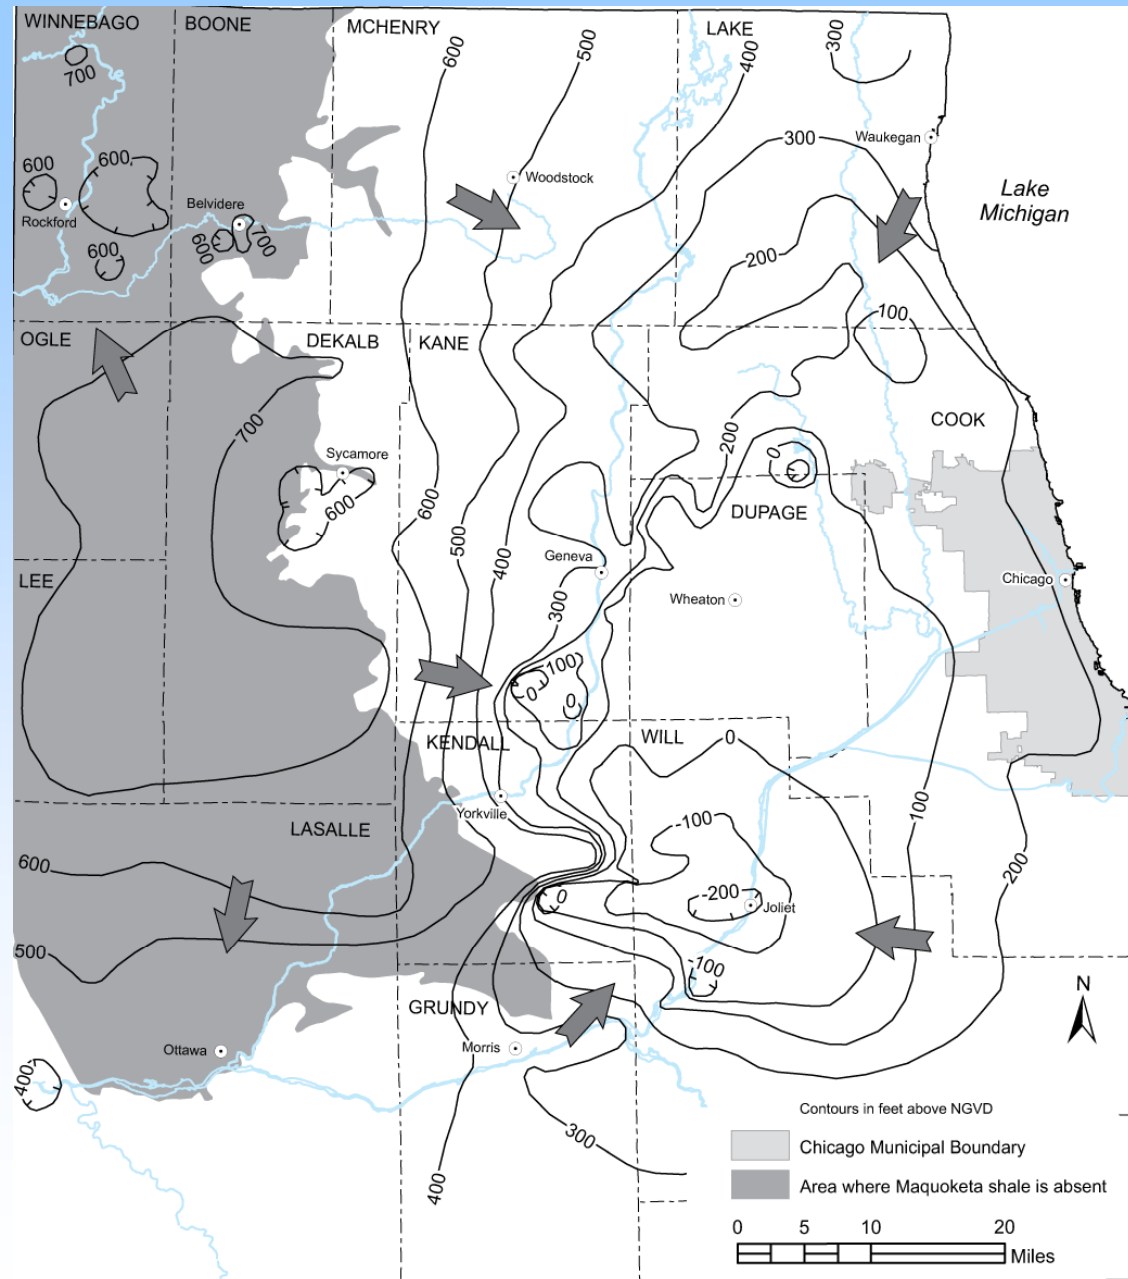 WINNEBAGO
BOONE
MCHENRY
LAKE
600
500
400
300
700
300
Waukegan
600
600
Rockford
Belvidere
600
700
600
Woodstock
Lake
Michigan
200
100
OGLE
DEKALB
KANE
700
COOK
Sycamore
600
600
500
400
200
0
DUPAGE
LEE
Geneva
300
Wheaton
Chicago
100
0
0
KENDALL
WILL
0
Yorkville
LASALLE
-100
100
600
200
0
-200
Joliet
500
-100
GRUNDY
N
Ottawa
Morris
400
300
400
Contours in feet above NGVD
Chicago Municipal Boundary
Area where Maquoketa shale is absent
0 5 10 20
Miles